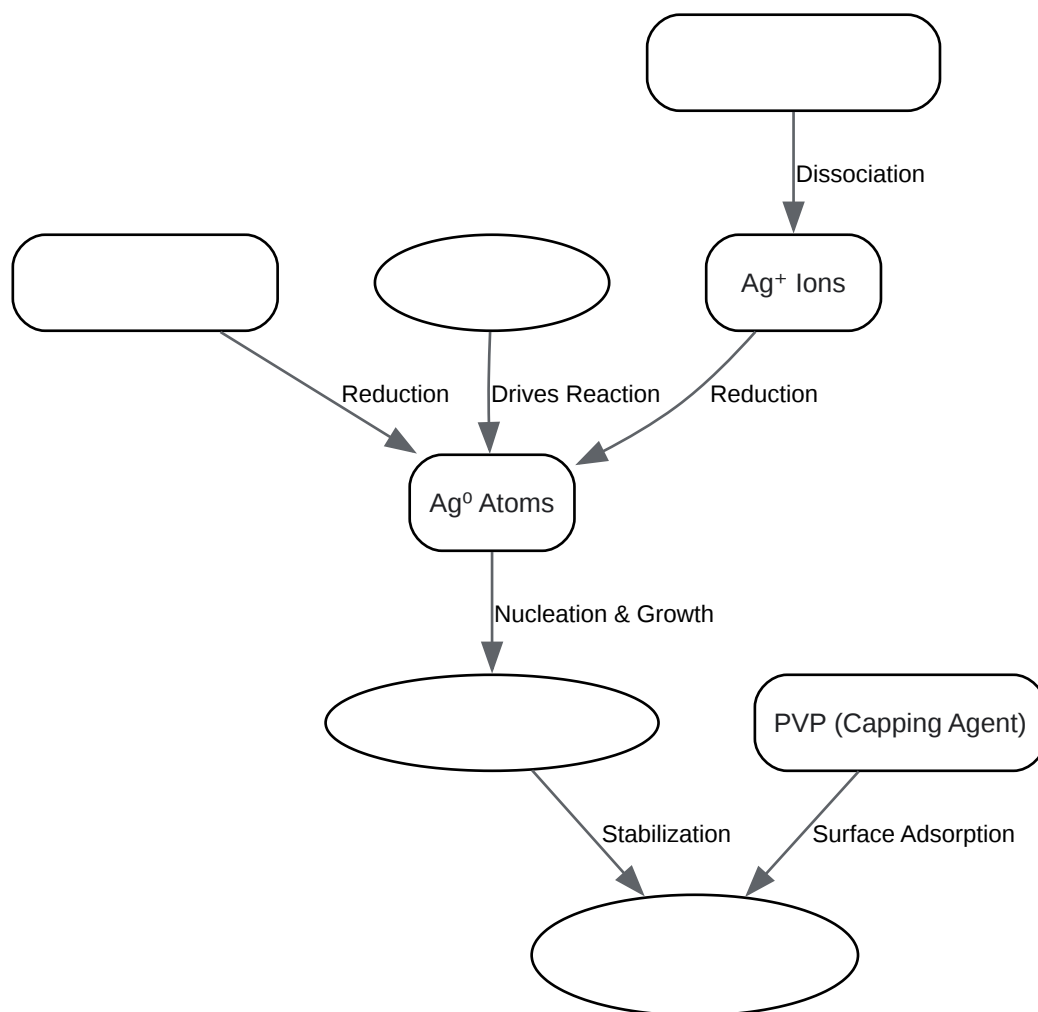 Dissociation
Ag⁺ Ions
Reduction
Drives Reaction
Reduction
Ag⁰ Atoms
Nucleation & Growth
PVP (Capping Agent)
Stabilization
Surface Adsorption